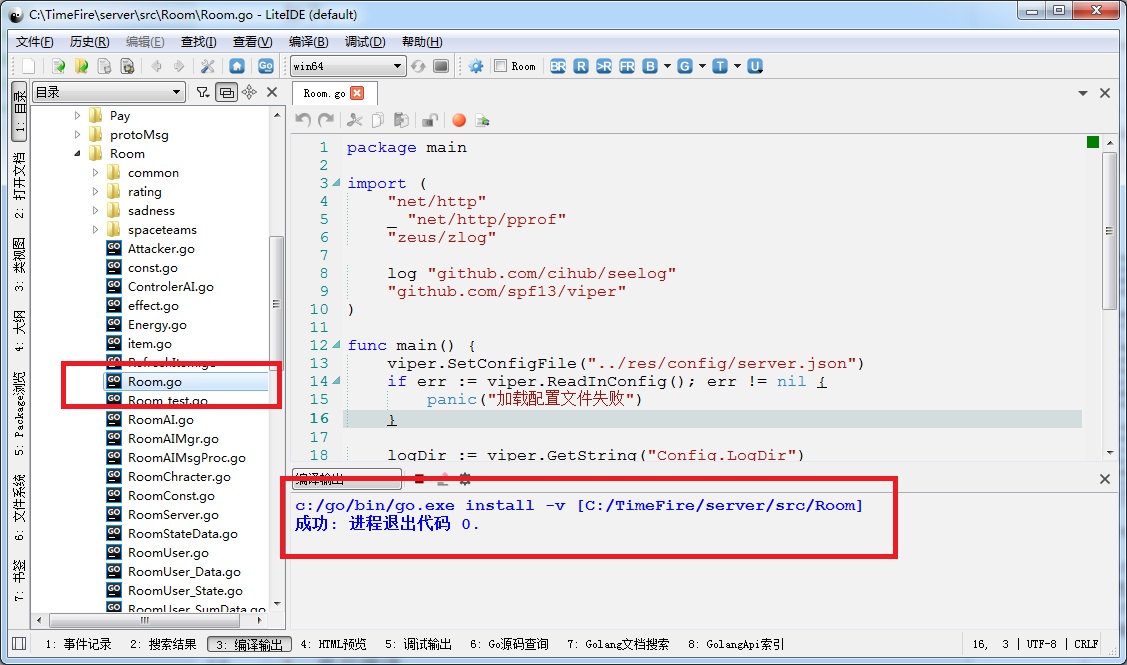 C:\TimeFire\server\src\Room\Room.go - LiteIDE (default)
文件(F) 历史(R) 编辑(E) 查找(I) 查看(V) 编译(B) 调试(D) 帮助(H)
Go win64 Room BR R >R FR B G T U
1: 目录
2: 打开文档
3: 类视图
4: 大纲
5: Package浏览
6: 文件系统
7: 书签
目录
Pay
protoMsg
Room
common
rating
sadness
spaceteams
Attacker.go
const.go
ControlerAI.go
effect.go
Energy.go
item.go
RefreshItem.go
Room.go
Room_test.go
RoomAI.go
RoomAIMgr.go
RoomAIMsgProc.go
RoomChracter.go
RoomConst.go
RoomServer.go
RoomStateData.go
RoomUser.go
RoomUser_Data.go
RoomUser_State.go
RoomUser_SumData.go
Room.go
1 package main
2
3 import (
4 "net/http"
5 _ "net/http/pprof"
6 "zeus/zlog"
7
8 log "github.com/cihub/seelog"
9 "github.com/spf13/viper"
10 )
11
12 func main() {
13 viper.SetConfigFile("../res/config/server.json")
14 if err := viper.ReadInConfig(); err != nil {
15 panic("加载配置文件失败")
16 }
17
18 logDir := viper.GetString("Config.LogDir")
编译输出
c:/go/bin/go.exe install -v [C:/TimeFire/server/src/Room]
成功: 进程退出代码 0.
1: 事件记录 2: 搜索结果 3: 编译输出 4: HTML预览 5: 调试输出 6: Go源码查询 7: Golang文档搜索 8: GolangApi索引 16, 3 | UTF-8 | CRLF